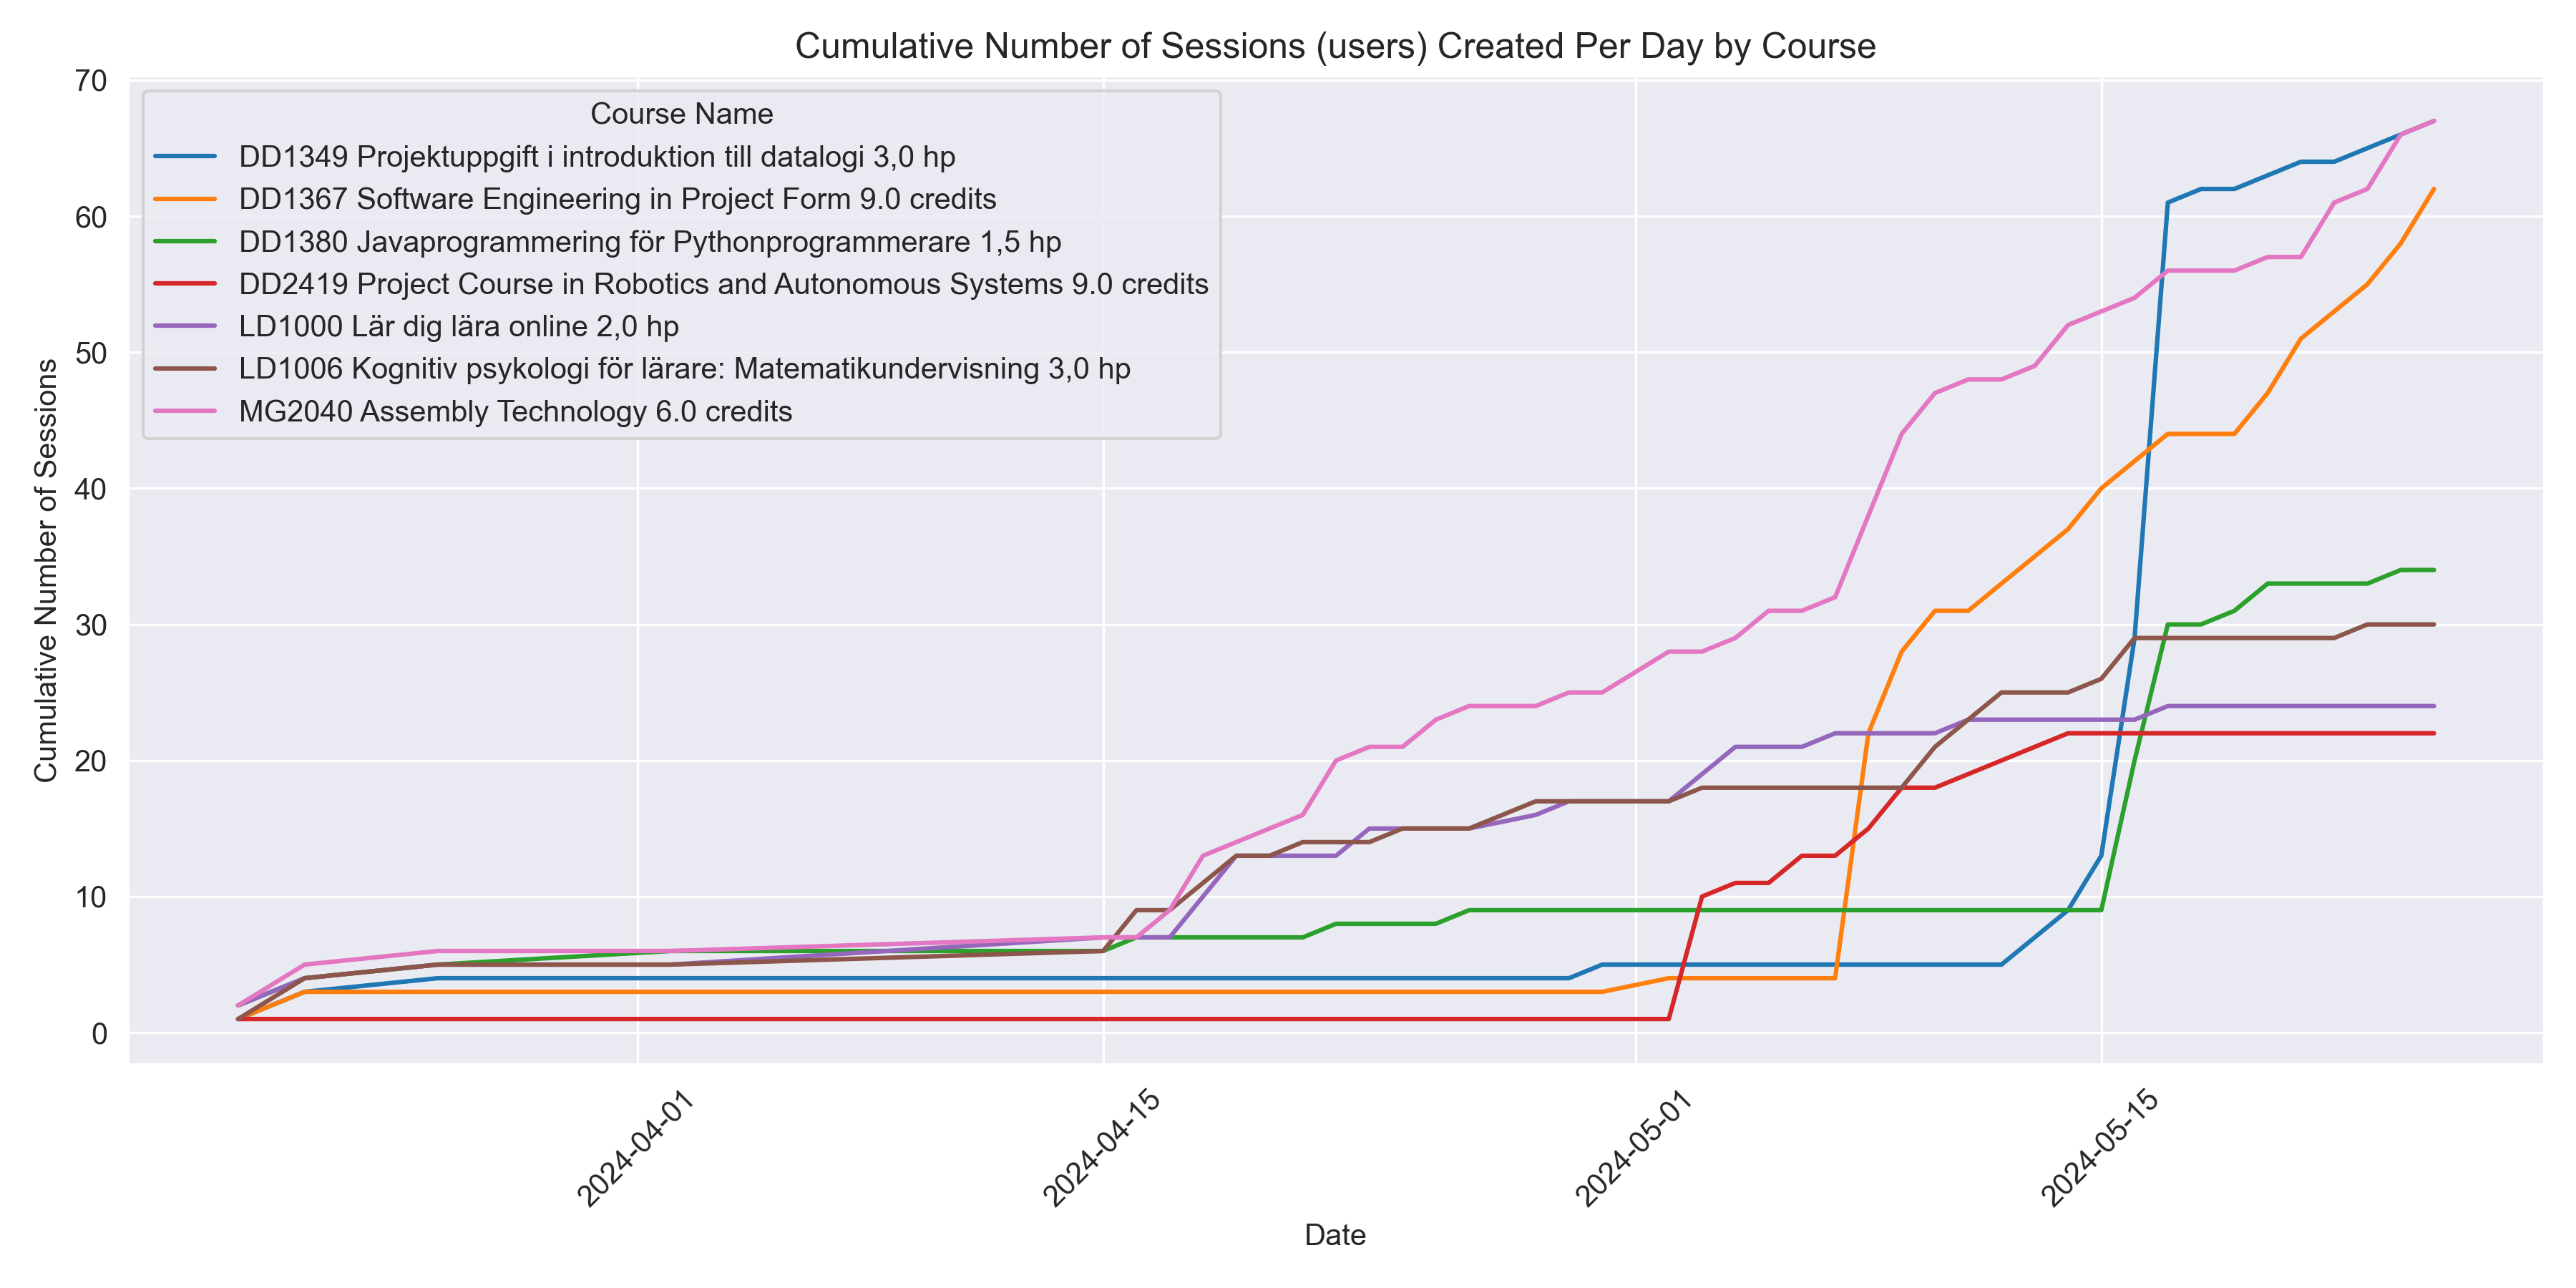 Cumulative Number of Sessions (users) Created Per Day by Course
Course Name
DD1349 Projektuppgift i introduktion till datalogi 3,0 hp
DD1367 Software Engineering in Project Form 9.0 credits
DD1380 Javaprogrammering för Pythonprogrammerare 1,5 hp
DD2419 Project Course in Robotics and Autonomous Systems 9.0 credits
LD1000 Lär dig lära online 2,0 hp
LD1006 Kognitiv psykologi för lärare: Matematikundervisning 3,0 hp
MG2040 Assembly Technology 6.0 credits
Cumulative Number of Sessions
70
60
50
40
30
20
10
0
2024-04-01
2024-04-15
2024-05-01
2024-05-15
Date